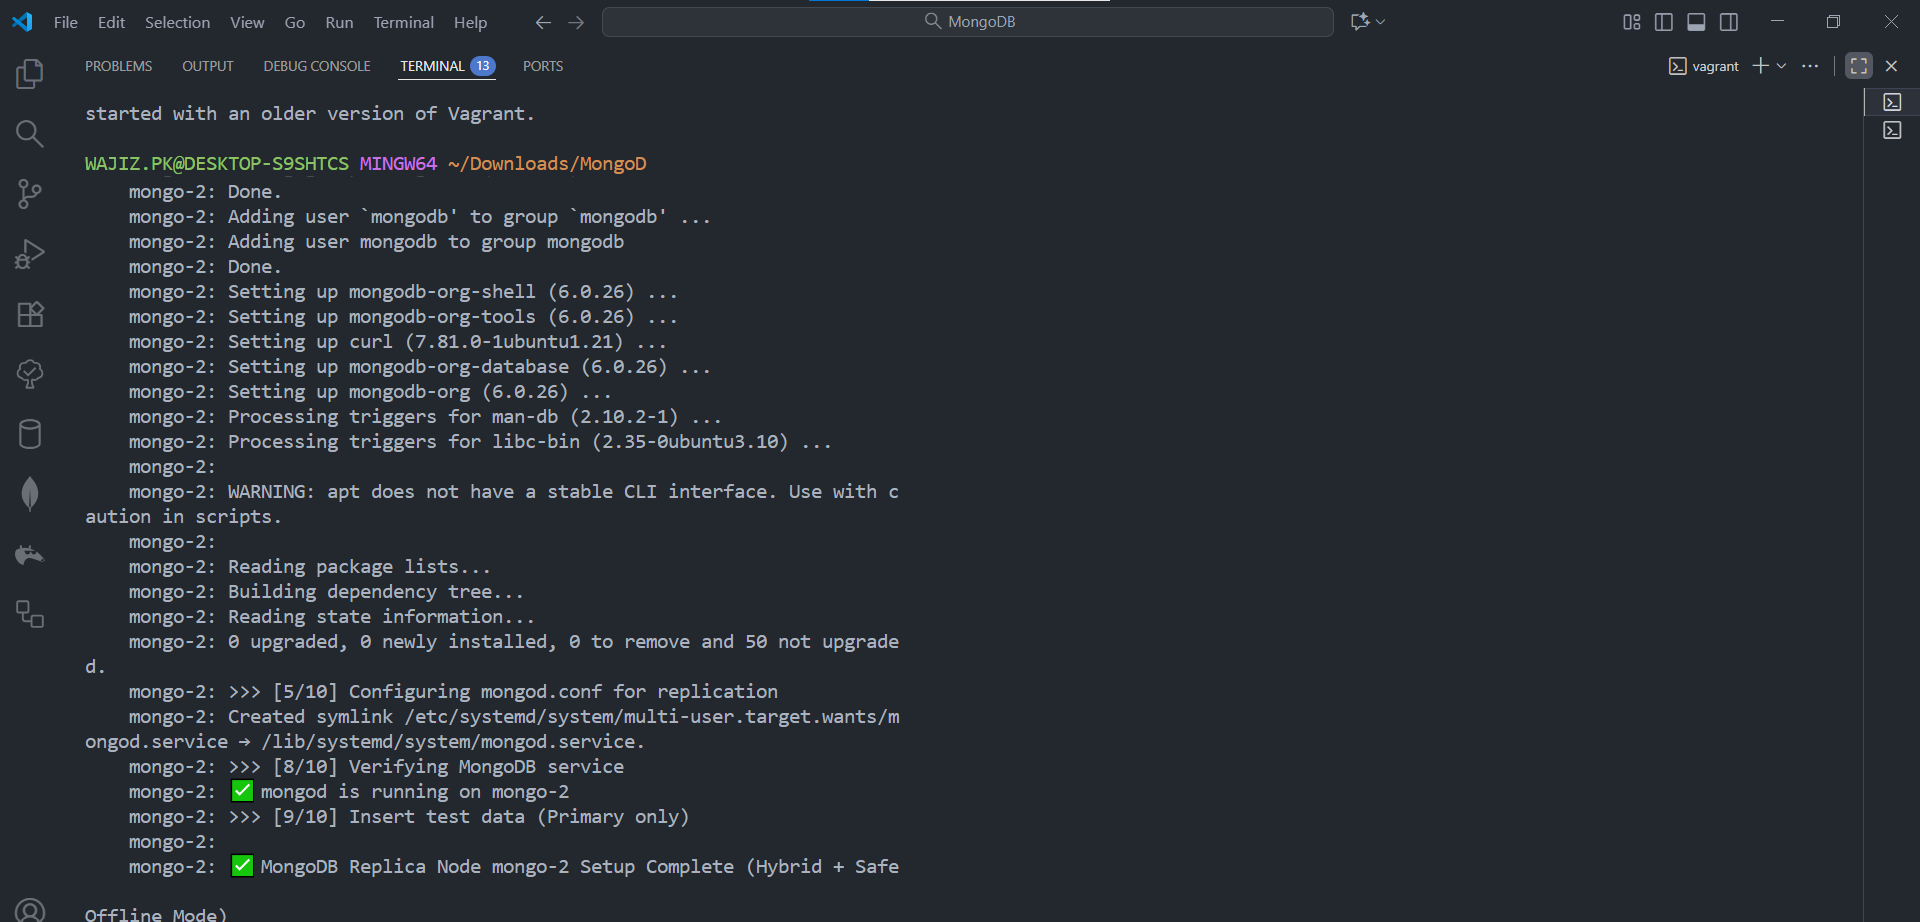 File Edit Selection View Go Run Terminal Help MongoDB
PROBLEMS OUTPUT DEBUG CONSOLE TERMINAL 13 PORTS vagrant
started with an older version of Vagrant.
WAJIZ.PK@DESKTOP-S9SHTCS MINGW64 ~/Downloads/MongoD
mongo-2: Done.
mongo-2: Adding user `mongodb' to group `mongodb' ...
mongo-2: Adding user mongodb to group mongodb
mongo-2: Done.
mongo-2: Setting up mongodb-org-shell (6.0.26) ...
mongo-2: Setting up mongodb-org-tools (6.0.26) ...
mongo-2: Setting up curl (7.81.0-1ubuntu1.21) ...
mongo-2: Setting up mongodb-org-database (6.0.26) ...
mongo-2: Setting up mongodb-org (6.0.26) ...
mongo-2: Processing triggers for man-db (2.10.2-1) ...
mongo-2: Processing triggers for libc-bin (2.35-0ubuntu3.10) ...
mongo-2:
mongo-2: WARNING: apt does not have a stable CLI interface. Use with c
aution in scripts.
mongo-2:
mongo-2: Reading package lists...
mongo-2: Building dependency tree...
mongo-2: Reading state information...
mongo-2: 0 upgraded, 0 newly installed, 0 to remove and 50 not upgrade
d.
mongo-2: >>> [5/10] Configuring mongod.conf for replication
mongo-2: Created symlink /etc/systemd/system/multi-user.target.wants/m
ongod.service → /lib/systemd/system/mongod.service.
mongo-2: >>> [8/10] Verifying MongoDB service
mongo-2: ✅ mongod is running on mongo-2
mongo-2: >>> [9/10] Insert test data (Primary only)
mongo-2:
mongo-2: ✅ MongoDB Replica Node mongo-2 Setup Complete (Hybrid + Safe
Offline Mode)